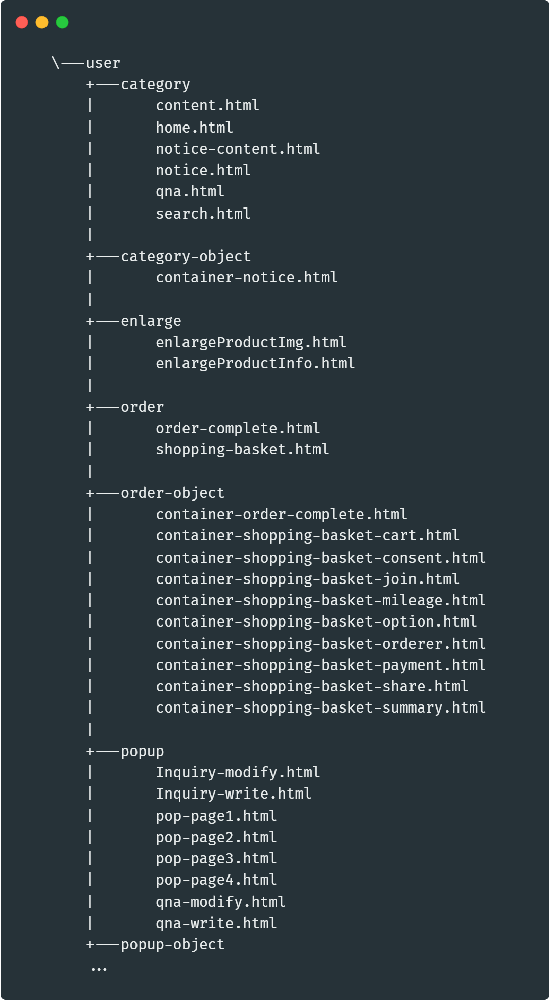 \---user
    +---category
    |       content.html
    |       home.html
    |       notice-content.html
    |       notice.html
    |       qna.html
    |       search.html
    |
    +---category-object
    |       container-notice.html
    |
    +---enlarge
    |       enlargeProductImg.html
    |       enlargeProductInfo.html
    |
    +---order
    |       order-complete.html
    |       shopping-basket.html
    |
    +---order-object
    |       container-order-complete.html
    |       container-shopping-basket-cart.html
    |       container-shopping-basket-consent.html
    |       container-shopping-basket-join.html
    |       container-shopping-basket-mileage.html
    |       container-shopping-basket-option.html
    |       container-shopping-basket-orderer.html
    |       container-shopping-basket-payment.html
    |       container-shopping-basket-share.html
    |       container-shopping-basket-summary.html
    |
    +---popup
    |       Inquiry-modify.html
    |       Inquiry-write.html
    |       pop-page1.html
    |       pop-page2.html
    |       pop-page3.html
    |       pop-page4.html
    |       qna-modify.html
    |       qna-write.html
    +---popup-object
    ...